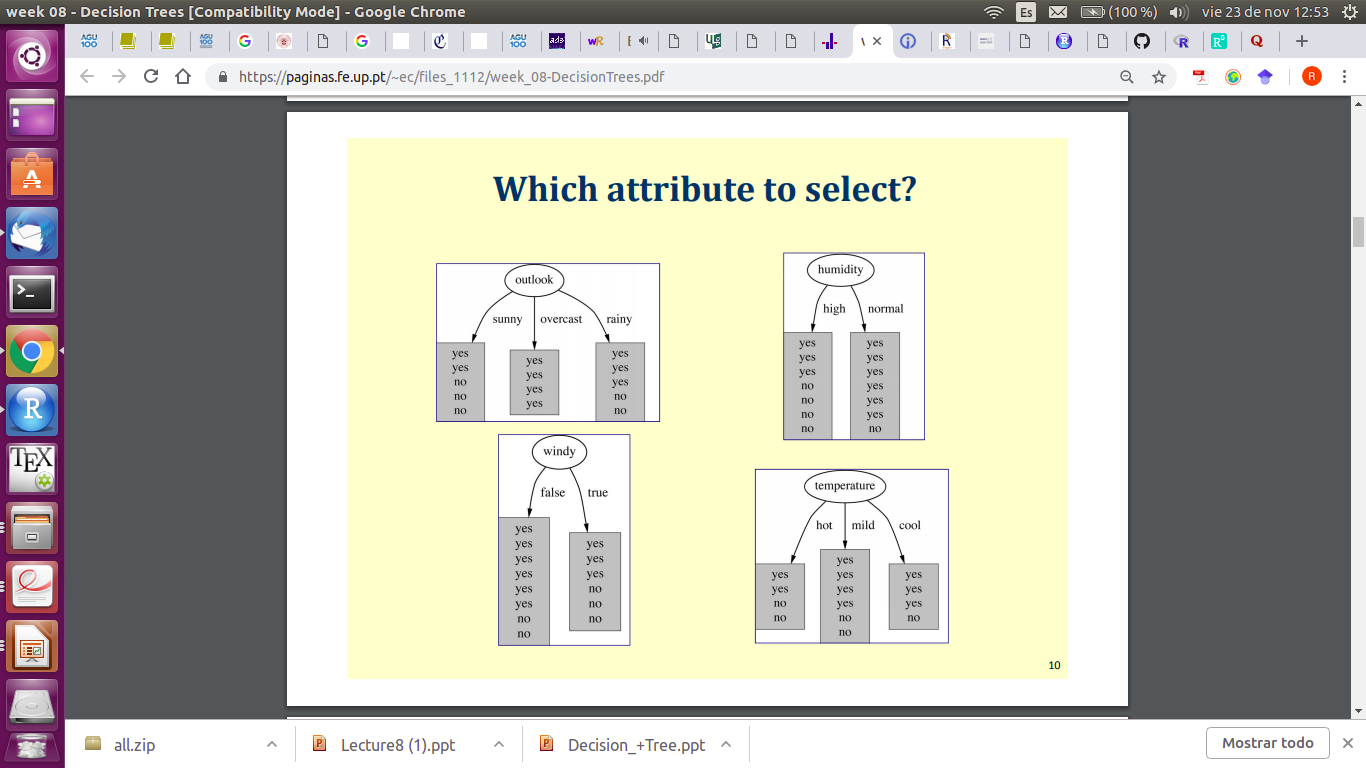 week 08 - Decision Trees [Compatibility Mode] - Google Chrome
Es
(100 %)
vie 23 de nov 12:53
https://paginas.fe.up.pt/~ec/files_1112/week_08-DecisionTrees.pdf
R
Which attribute to select?
outlook
sunny overcast rainy
yes
yes
no
no
no
yes
yes
yes
yes
yes
yes
yes
no
no
humidity
high normal
yes
yes
yes
no
no
no
no
yes
yes
yes
yes
yes
yes
no
windy
false true
yes
yes
yes
yes
yes
yes
no
no
yes
yes
yes
no
no
no
temperature
hot mild cool
yes
yes
no
no
yes
yes
yes
yes
no
no
yes
yes
yes
no
10
all.zip
Lecture8 (1).ppt
Decision_+Tree.ppt
Mostrar todo